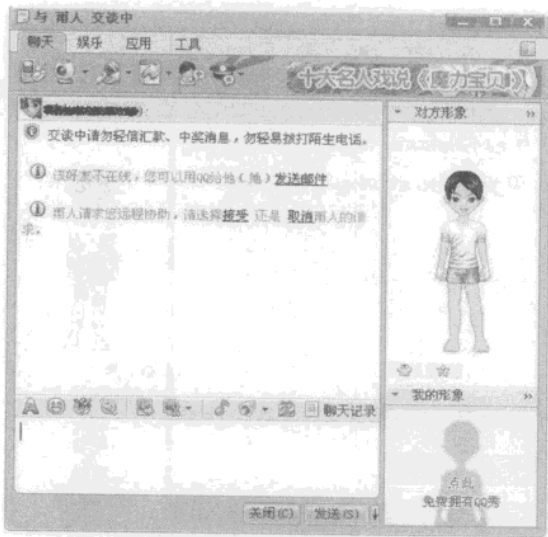 与 雨人 交谈中
聊天 娱乐 应用 工具
十大名人戏说《魔力宝贝》
对方形象
交谈中请勿轻信汇款、中奖消息，勿轻易拨打陌生电话。
该好友不在线，您可以用QQ给他（她）发送邮件
雨人请求您远程协助，请选择接受 还是 取消雨人的请
求。
聊天记录
我的形象
点此
免费拥有QQ秀
关闭(C) 发送(S)